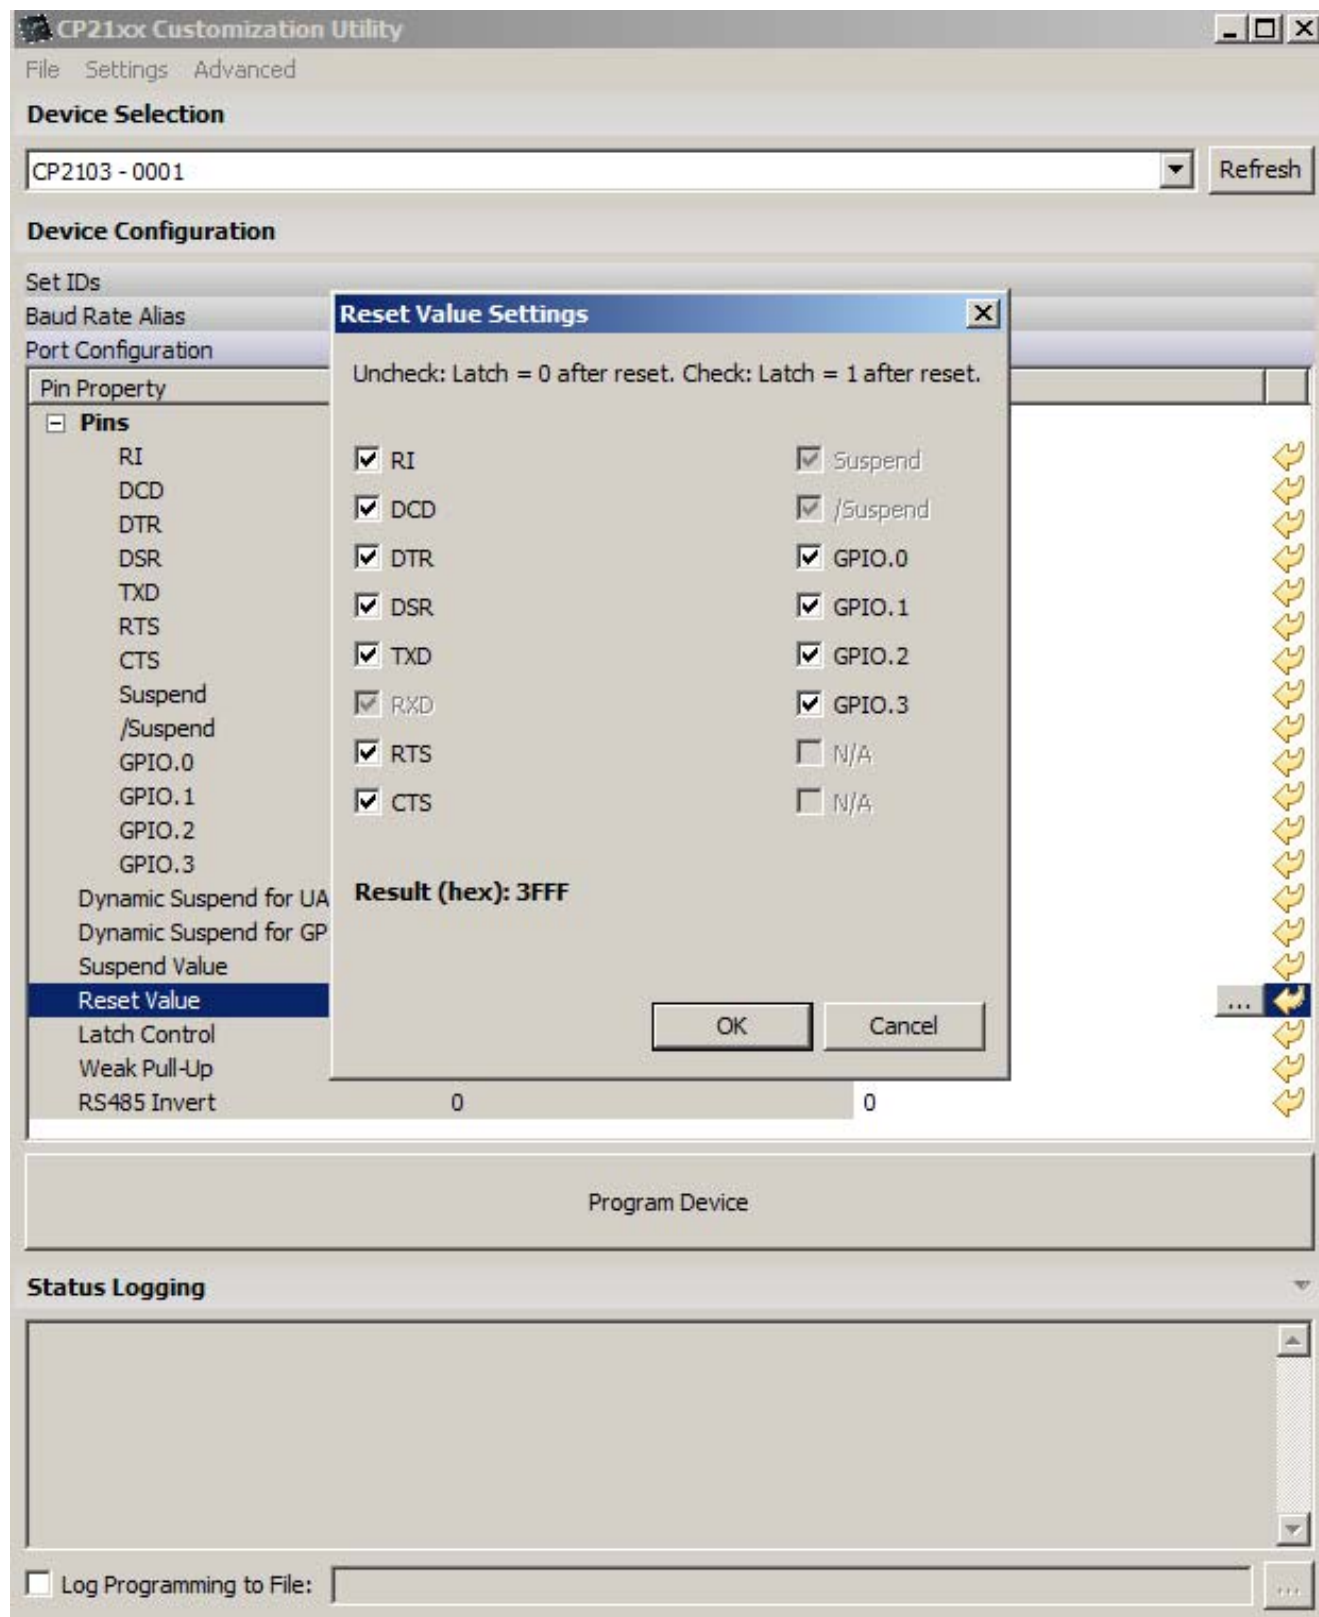 CP21xx Customization Utility
File Settings Advanced
Device Selection
CP2103 - 0001
Refresh
Device Configuration
Set IDs
Baud Rate Alias
Port Configuration
Pin Property
Pins
RI
DCD
DTR
DSR
TXD
RTS
CTS
Suspend
/Suspend
GPIO.0
GPIO.1
GPIO.2
GPIO.3
Dynamic Suspend for UA
Dynamic Suspend for GP
Suspend Value
Reset Value
...
Latch Control
Weak Pull-Up
RS485 Invert 0 0
Reset Value Settings
Uncheck: Latch = 0 after reset. Check: Latch = 1 after reset.
RI Suspend
DCD /Suspend
DTR GPIO.0
DSR GPIO.1
TXD GPIO.2
RXD GPIO.3
RTS N/A
CTS N/A
Result (hex): 3FFF
OK Cancel
Program Device
Status Logging
Log Programming to File:
...